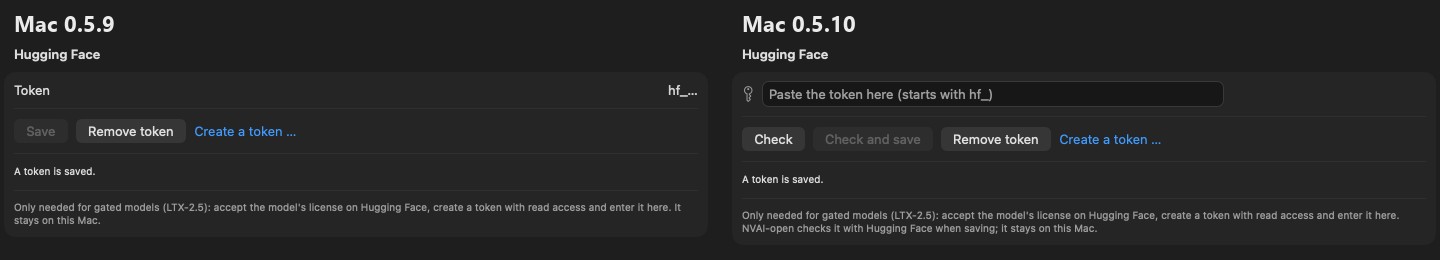 Mac 0.5.9
Hugging Face
Token
hf_...
Save
Remove token
Create a token ...
A token is saved.
Only needed for gated models (LTX-2.5): accept the model's license on Hugging Face, create a token with read access and enter it here. It
stays on this Mac.
Mac 0.5.10
Hugging Face
Paste the token here (starts with hf_)
Check
Check and save
Remove token
Create a token ...
A token is saved.
Only needed for gated models (LTX-2.5): accept the model's license on Hugging Face, create a token with read access and enter it here.
NVAI-open checks it with Hugging Face when saving; it stays on this Mac.